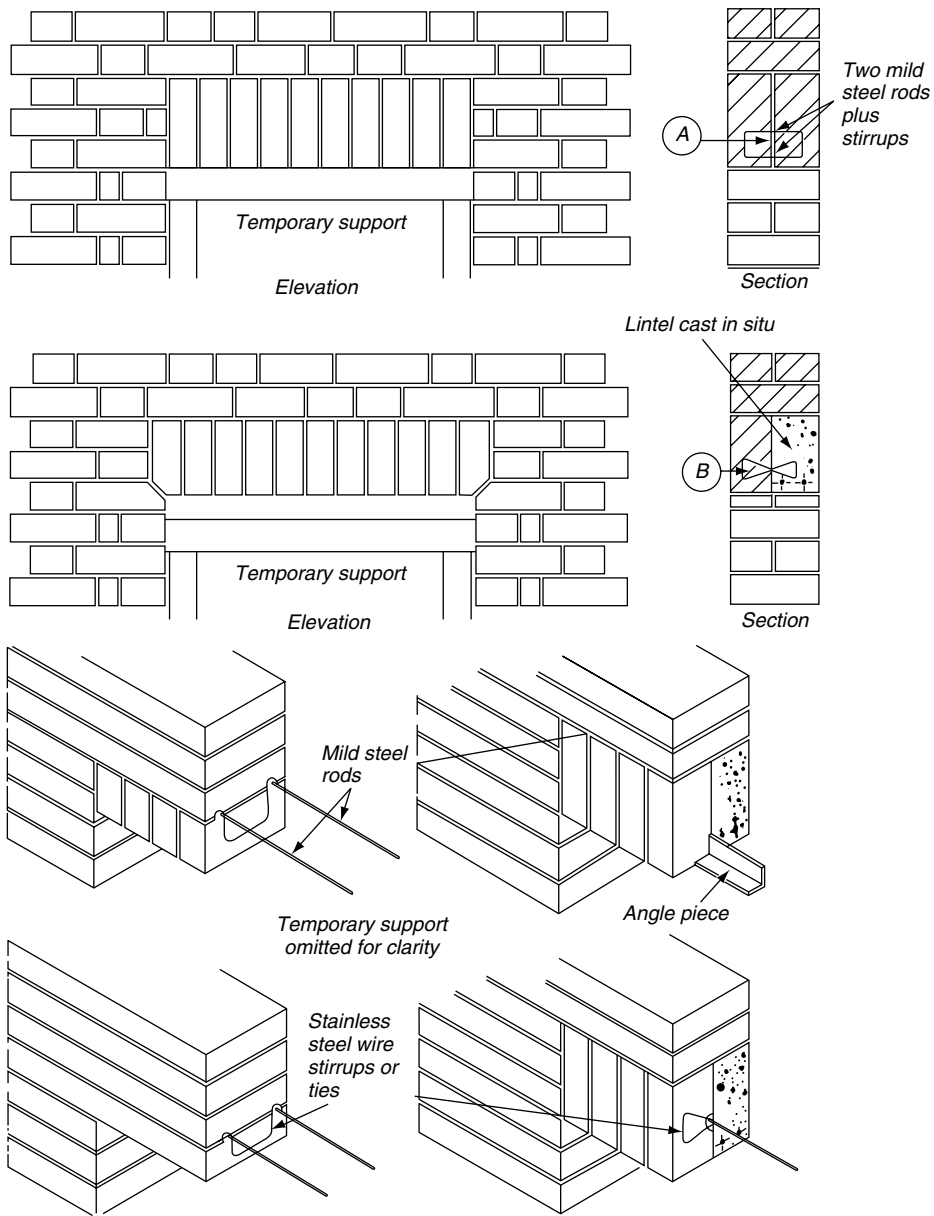 Two mild
steel rods
plus
stirrups
A
Temporary support
Elevation
Section
Lintel cast in situ
B
Temporary support
Elevation
Section
Mild steel
rods
Angle piece
Temporary support
omitted for clarity
Stainless
steel wire
stirrups or
ties